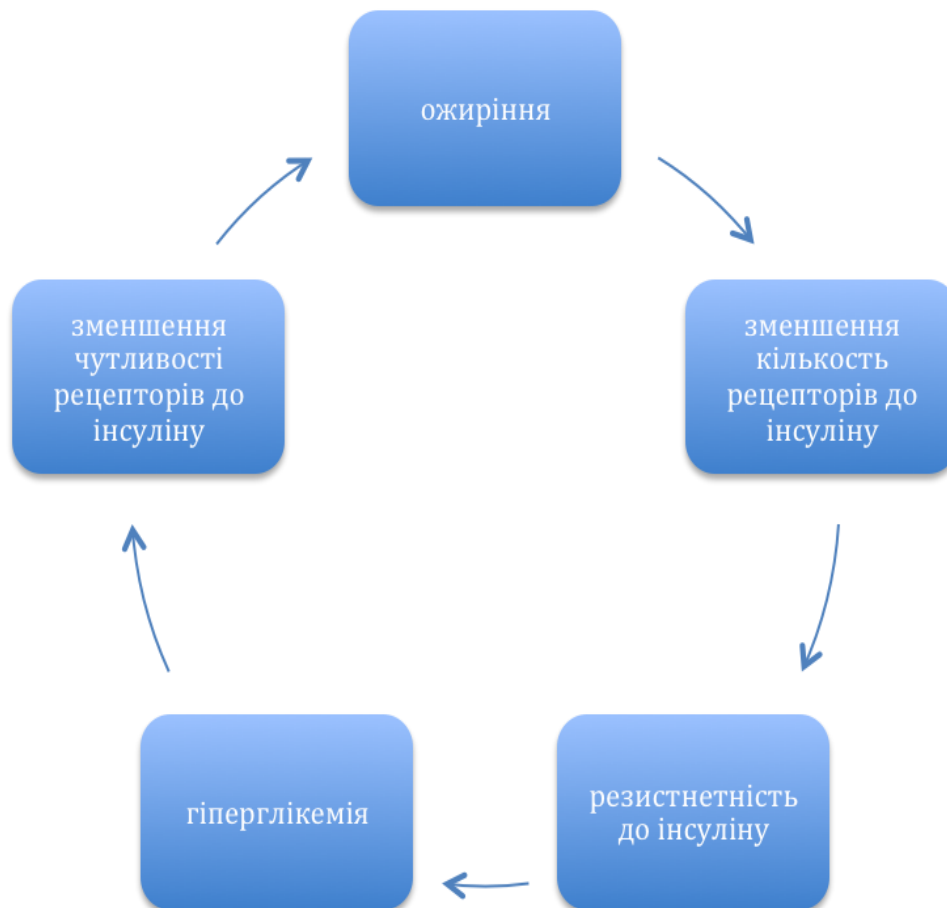 ожиріння
зменшення
кількость
рецепторів до
інсуліну
резистнетність
до інсуліну
гіперглікемія
зменшення
чутливості
рецепторів до
інсуліну